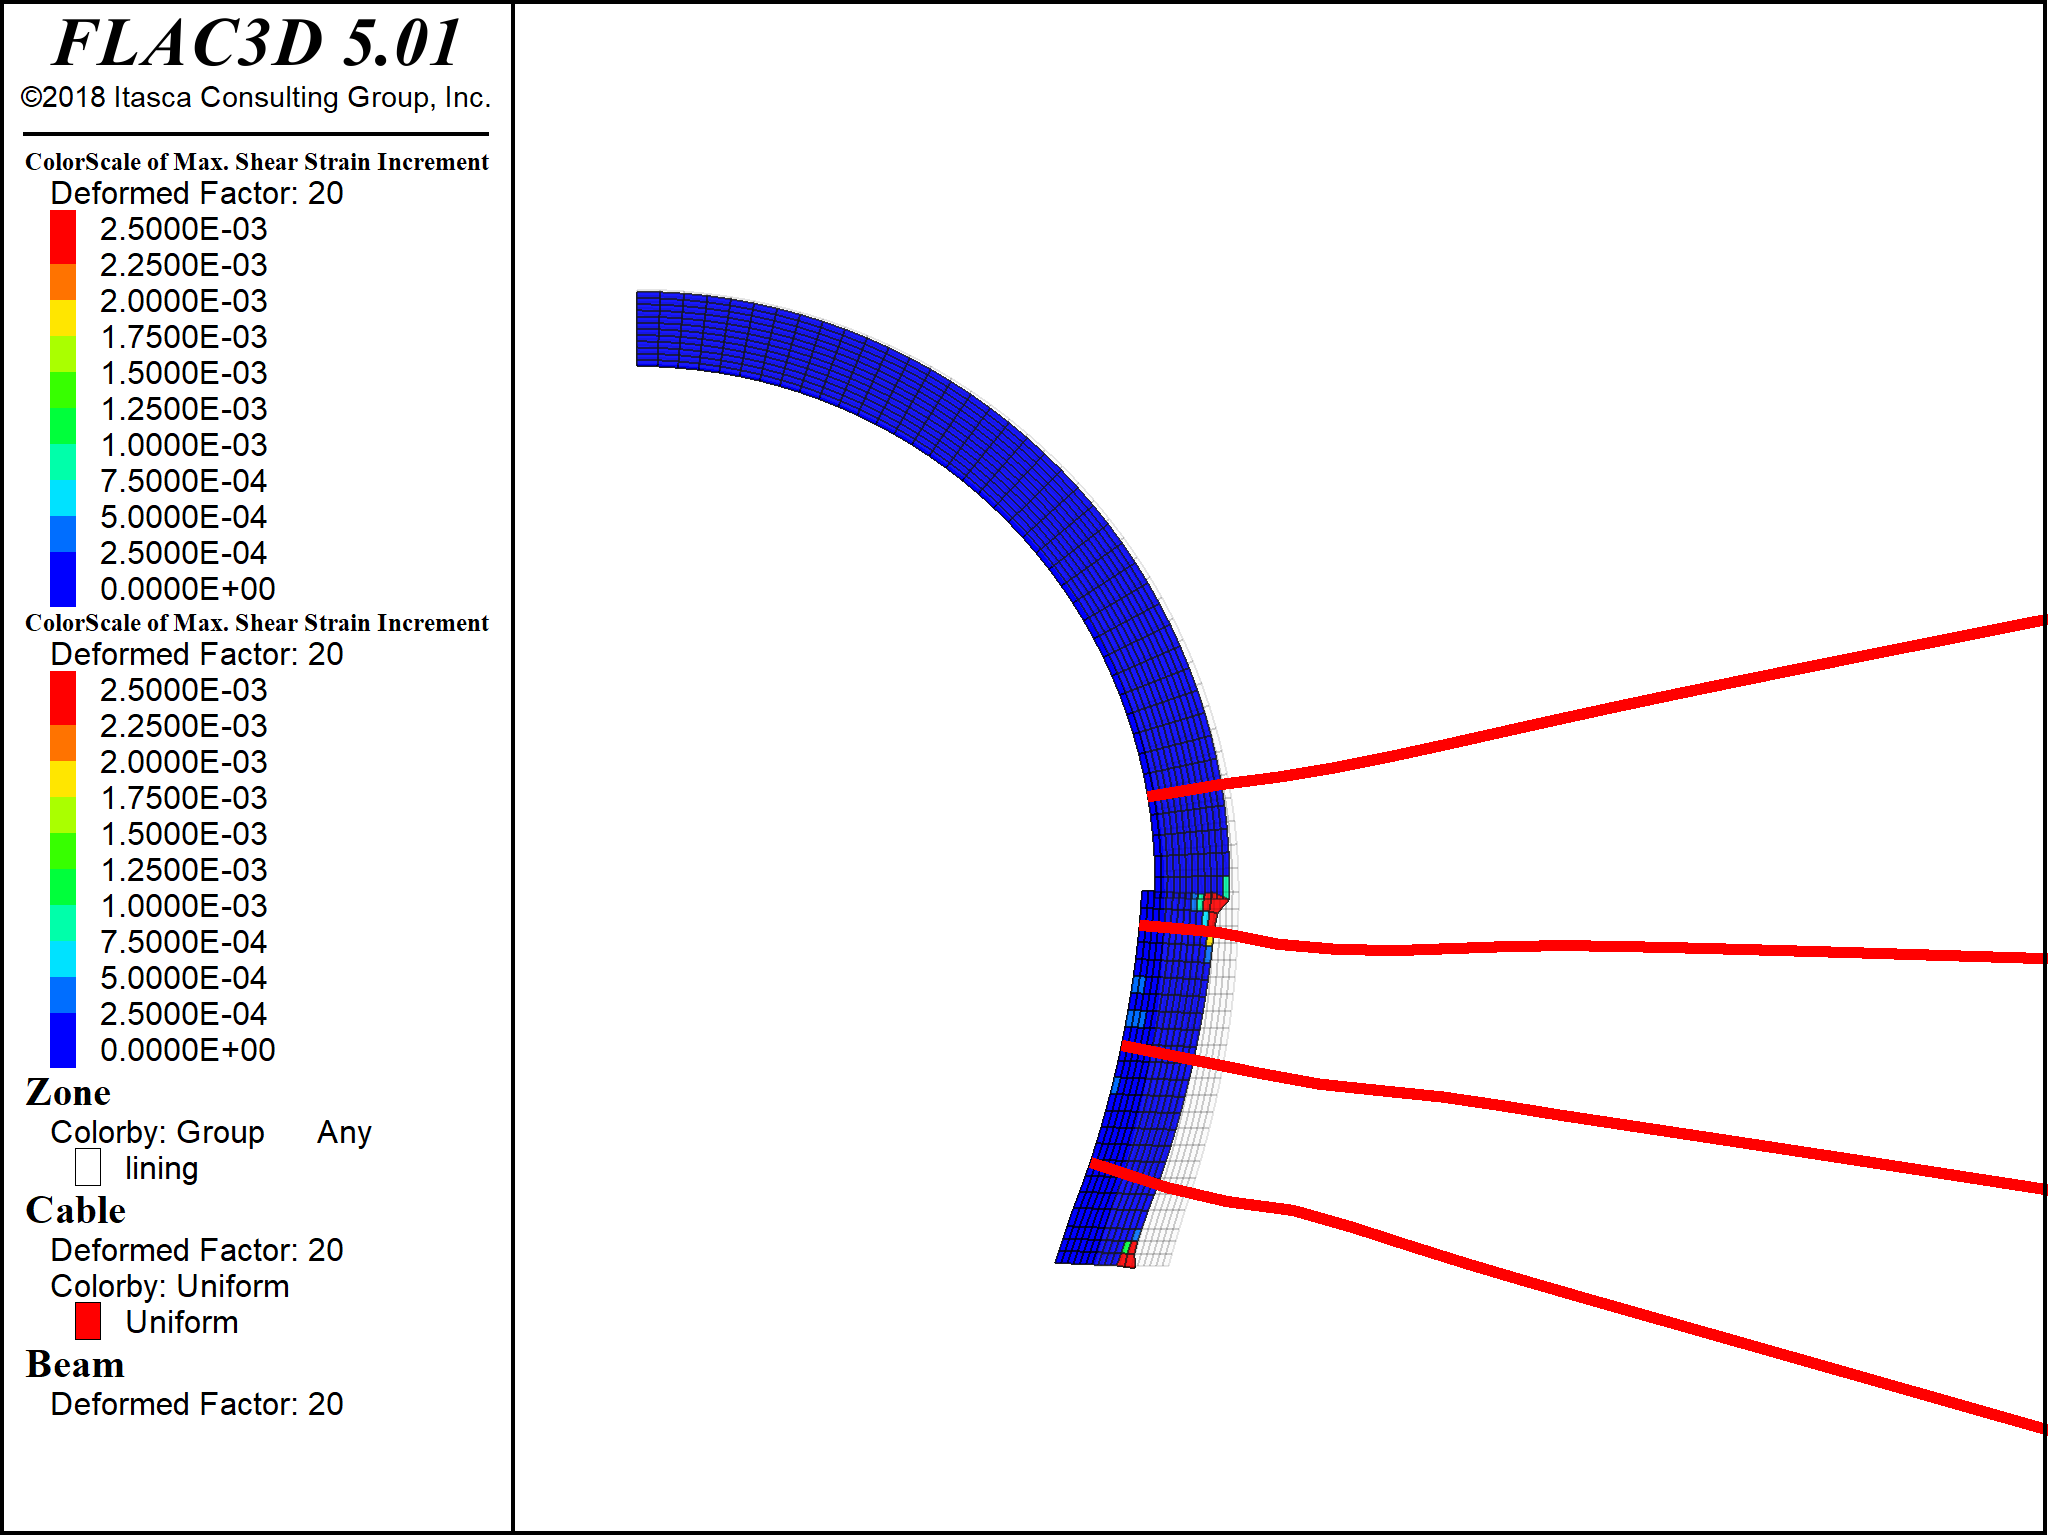 FLAC3D 5.01
©2018 Itasca Consulting Group, Inc.
ColorScale of Max. Shear Strain Increment
Deformed Factor: 20
2.5000E-03
2.2500E-03
2.0000E-03
1.7500E-03
1.5000E-03
1.2500E-03
1.0000E-03
7.5000E-04
5.0000E-04
2.5000E-04
0.0000E+00
ColorScale of Max. Shear Strain Increment
Deformed Factor: 20
2.5000E-03
2.2500E-03
2.0000E-03
1.7500E-03
1.5000E-03
1.2500E-03
1.0000E-03
7.5000E-04
5.0000E-04
2.5000E-04
0.0000E+00
Zone
Colorby: Group Any
lining
Cable
Deformed Factor: 20
Colorby: Uniform
Uniform
Beam
Deformed Factor: 20